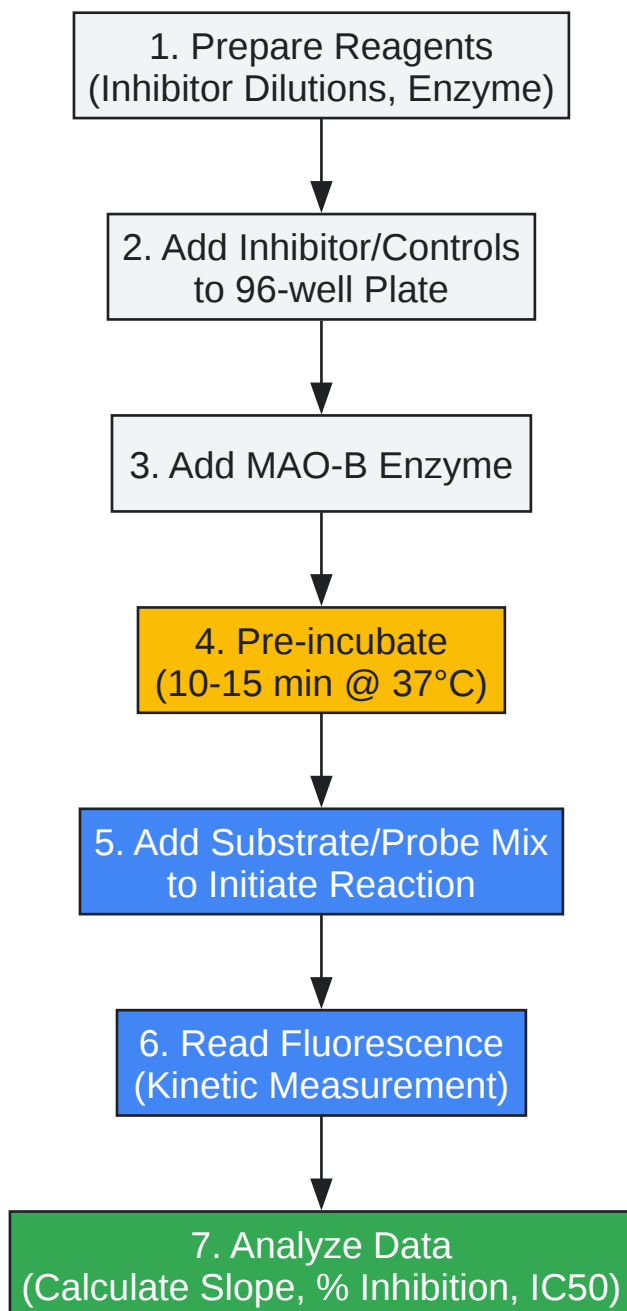 1. Prepare Reagents
(Inhibitor Dilutions, Enzyme)
2. Add Inhibitor/Controls
to 96-well Plate
3. Add MAO-B Enzyme
4. Pre-incubate
(10-15 min @ 37°C)
5. Add Substrate/Probe Mix
to Initiate Reaction
6. Read Fluorescence
(Kinetic Measurement)
7. Analyze Data
(Calculate Slope, % Inhibition, IC50)